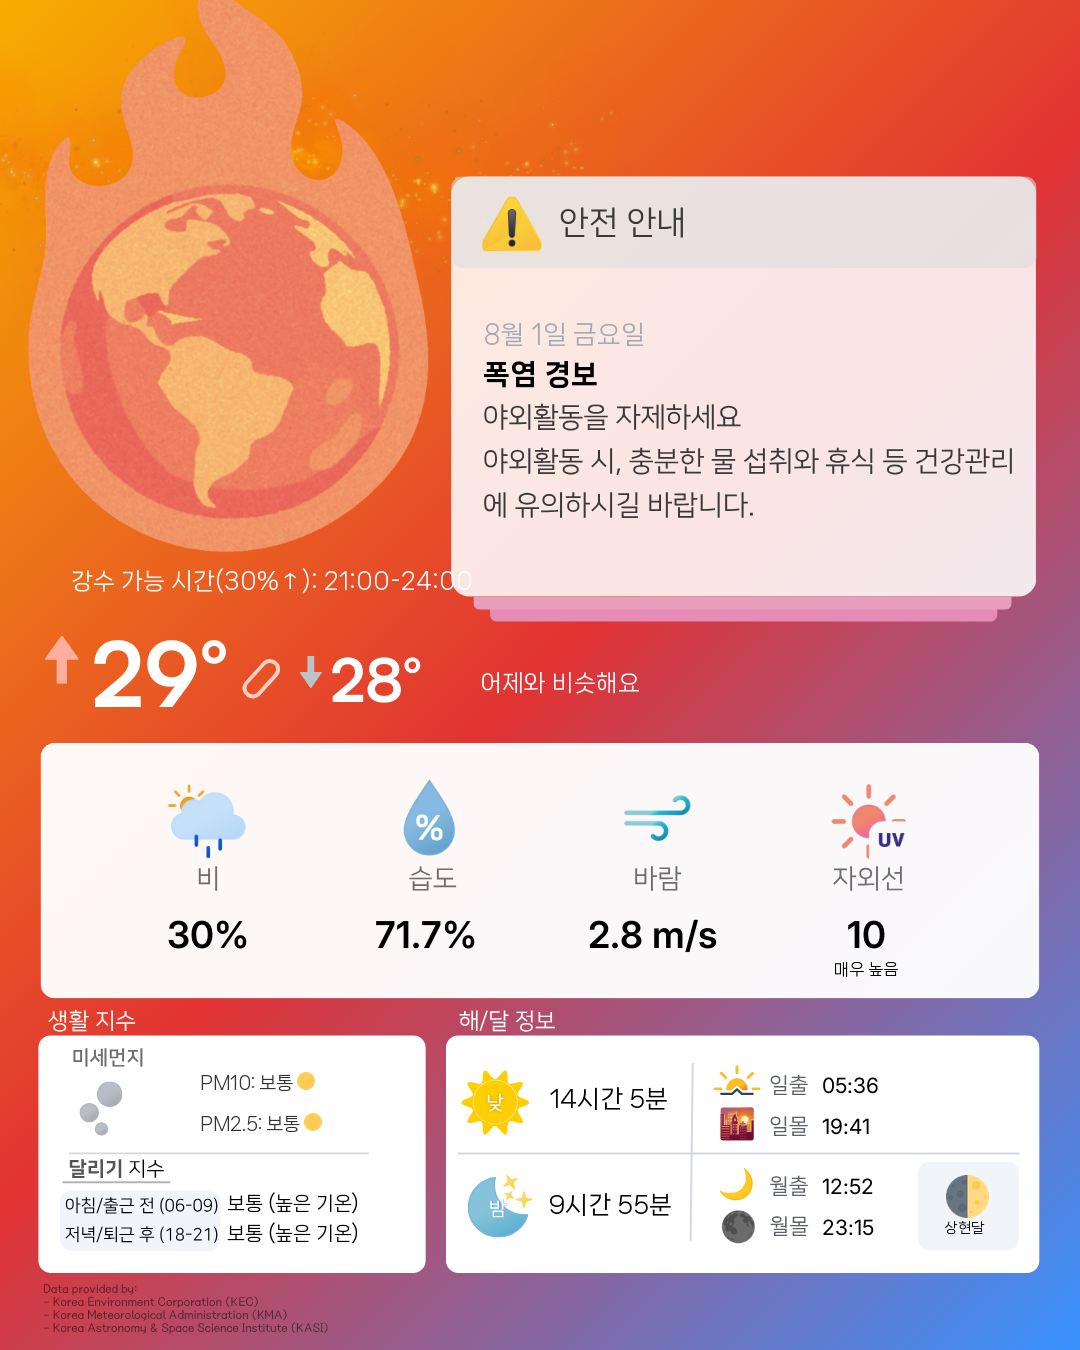 안전 안내
8월 1일 금요일
폭염 경보
야외활동을 자제하세요
야외활동 시, 충분한 물 섭취와 휴식 등 건강관리
에 유의하시길 바랍니다.
강수 가능 시간(30%↑): 21:00-24:00
29° 28° 어제와 비슷해요
% UV
비 습도 바람 자외선
30% 71.7% 2.8 m/s 10
매우 높음
생활 지수
미세먼지
PM10: 보통
PM2.5: 보통
달리기 지수
아침/출근 전 (06-09) 보통 (높은 기온)
저녁/퇴근 후 (18-21) 보통 (높은 기온)
해/달 정보
낮 14시간 5분
일출 05:36
일몰 19:41
밤 9시간 55분
월출 12:52
월몰 23:15
상현달
Data provided by:
- Korea Environment Corporation (KEC)
- Korea Meteorological Administration (KMA)
- Korea Astronomy & Space Science Institute (KASI)